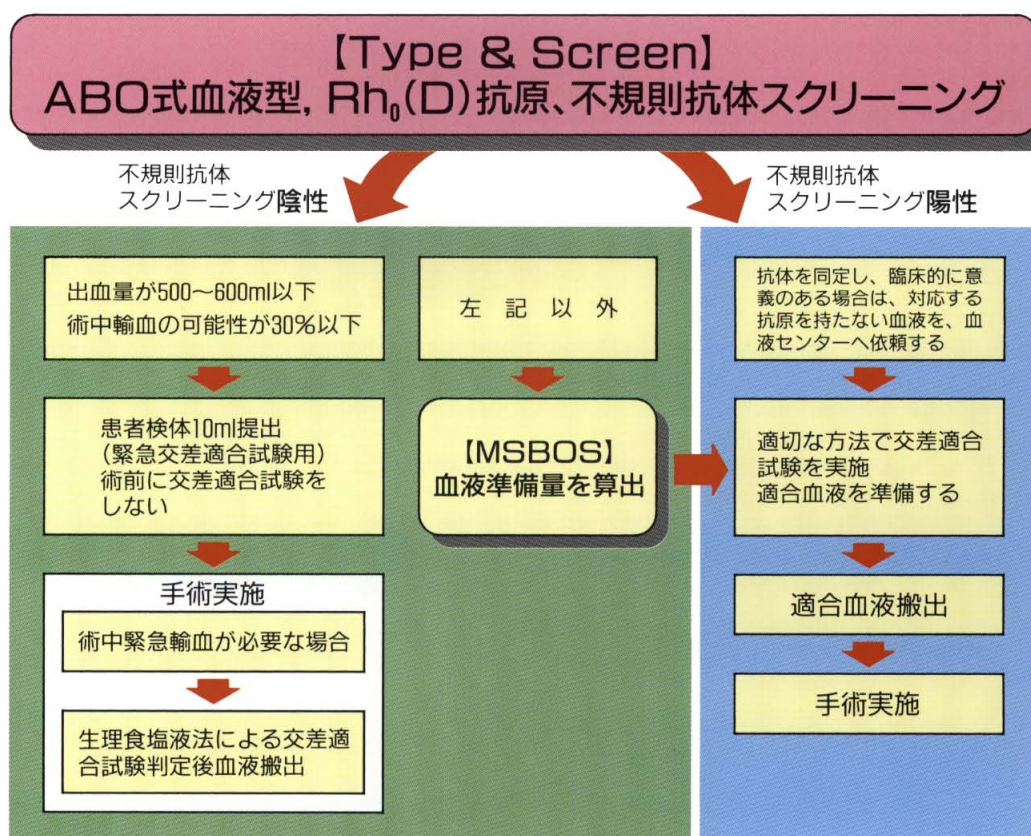 【Type & Screen】
ABO式血液型, Rh₀(D)抗原、不規則抗体スクリーニング
不規則抗体
スクリーニング陰性
不規則抗体
スクリーニング陽性
出血量が500〜600ml以下
術中輸血の可能性が30%以下
患者検体10ml提出
(緊急交差適合試験用)
術前に交差適合試験を
しない
手術実施
術中緊急輸血が必要な場合
生理食塩液法による交差適
合試験判定後血液搬出
左記以外
【MSBOS】
血液準備量を算出
抗体を同定し、臨床的に意
義のある場合は、対応する
抗原を持たない血液を、血
液センターへ依頼する
適切な方法で交差適合
試験を実施
適合血液を準備する
適合血液搬出
手術実施